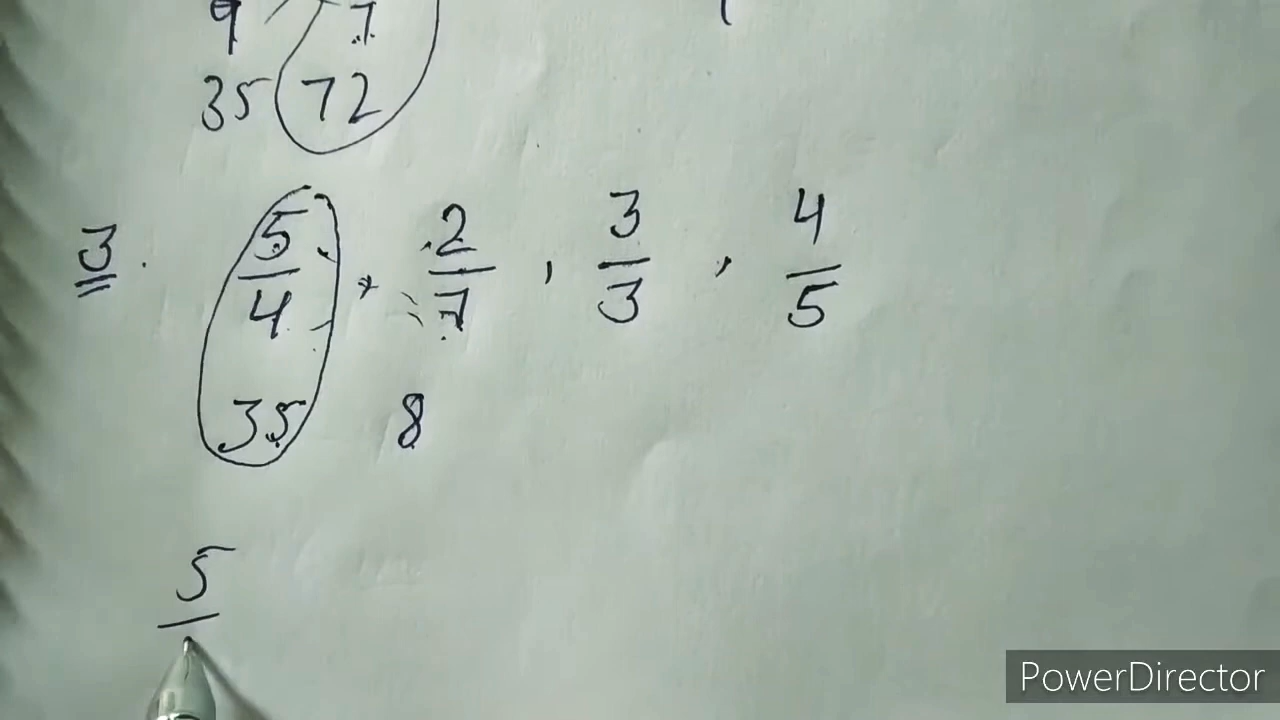 9 7
35 72
3. 5/4, 2/7, 3/3, 4/5
35 8
5
PowerDirector